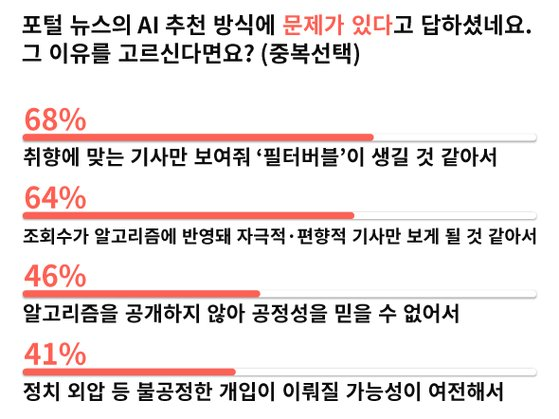 포털 뉴스의 AI 추천 방식에 문제가 있다고 답하셨네요.
그 이유를 고르신다면요? (중복선택)
68%
취향에 맞는 기사만 보여줘 ‘필터버블’이 생길 것 같아서
64%
조회수가 알고리즘에 반영돼 자극적·편향적 기사만 보게 될 것 같아서
46%
알고리즘을 공개하지 않아 공정성을 믿을 수 없어서
41%
정치 외압 등 불공정한 개입이 이뤄질 가능성이 여전해서